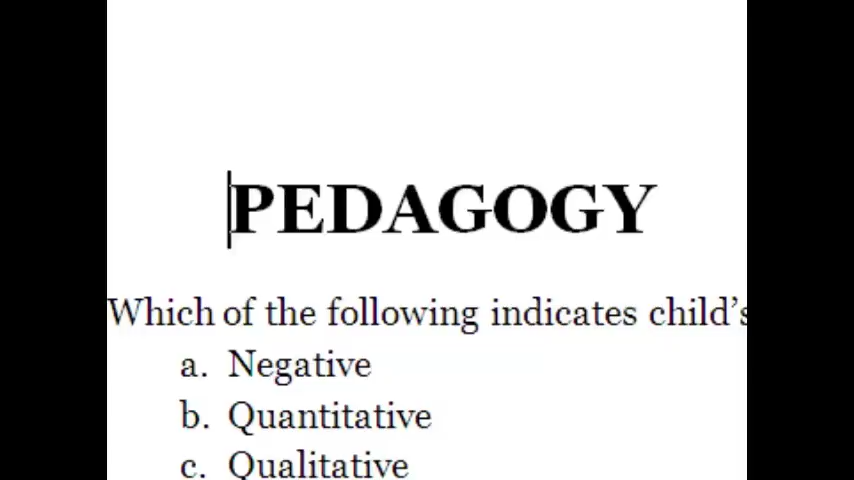 PEDAGOGY
Which of the following indicates child’s
a. Negative
b. Quantitative
c. Qualitative